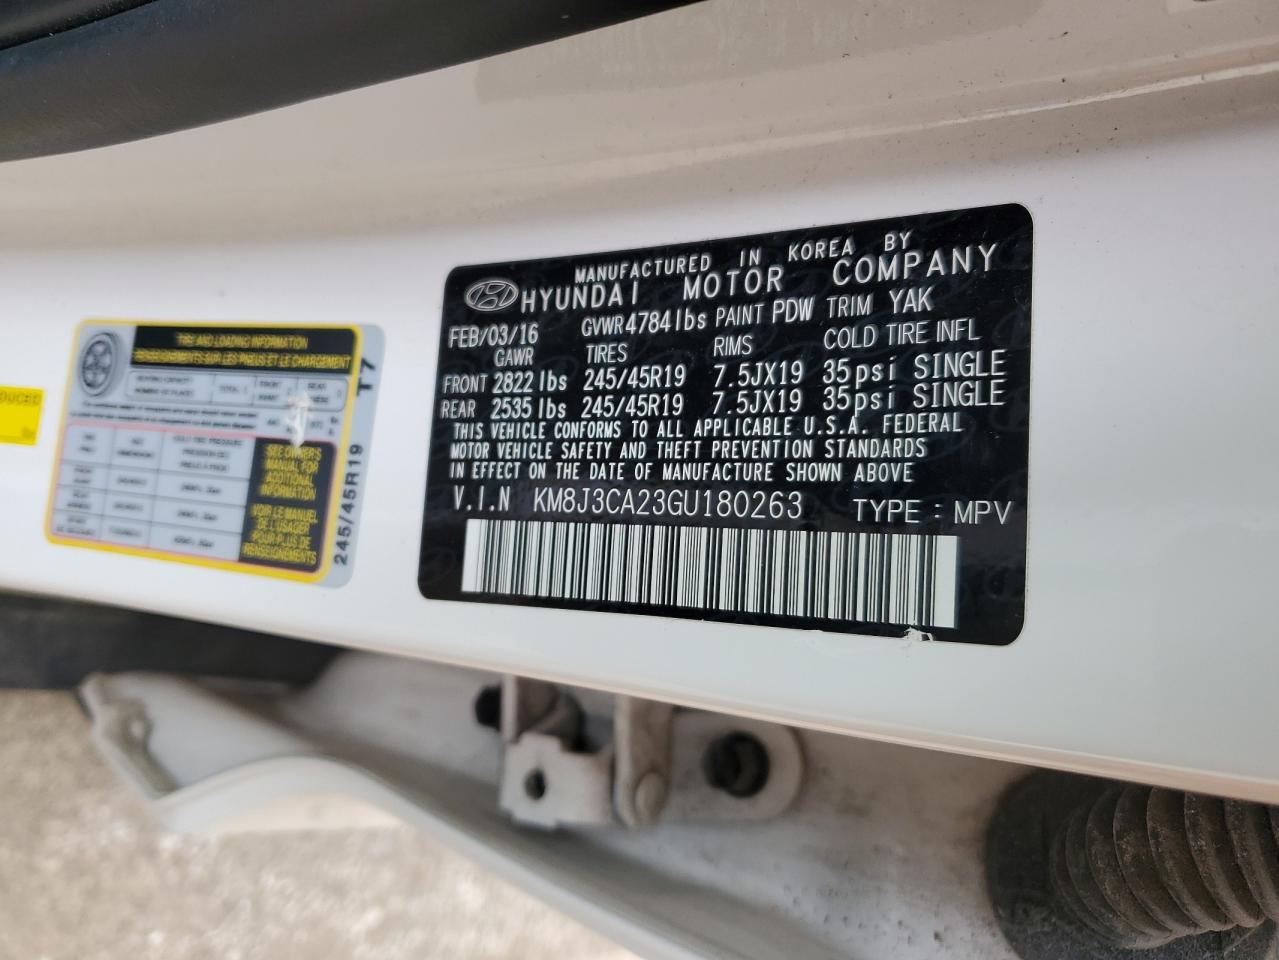 MANUFACTURED IN KOREA BY
HYUNDAI MOTOR COMPANY
FEB/03/16 GVWR 4784 lbs PAINT PDW TRIM YAK
GAWR TIRES RIMS COLD TIRE INFL
FRONT 2822 lbs 245/45R19 7.5JX19 35psi SINGLE
REAR 2535 lbs 245/45R19 7.5JX19 35psi SINGLE
THIS VEHICLE CONFORMS TO ALL APPLICABLE U.S.A. FEDERAL
MOTOR VEHICLE SAFETY AND THEFT PREVENTION STANDARDS
IN EFFECT ON THE DATE OF MANUFACTURE SHOWN ABOVE
V.I.N KM8J3CA23GU180263 TYPE : MPV
TIRE AND LOADING INFORMATION
RENSEIGNEMENTS SUR LES PNEUS ET LE CHARGEMENT
SEE OWNER'S
MANUAL FOR
ADDITIONAL
INFORMATION
VOIR LE MANUEL
DE L'USAGER
POUR PLUS DE
RENSEIGNEMENTS
245/45R19 T7